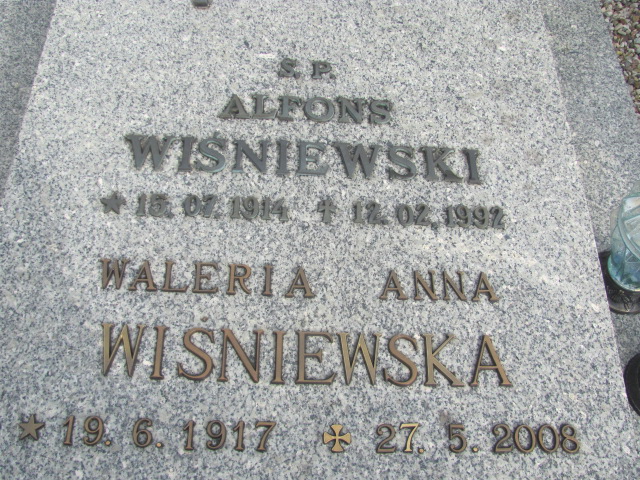 Ś.P.
ALFONS
WIŚNIEWSKI
★ 15.07.1914 ✝ 12.02.1992
WALERIA ANNA
WIŚNIEWSKA
★ 19.6.1917 ✠ 27.5.2008